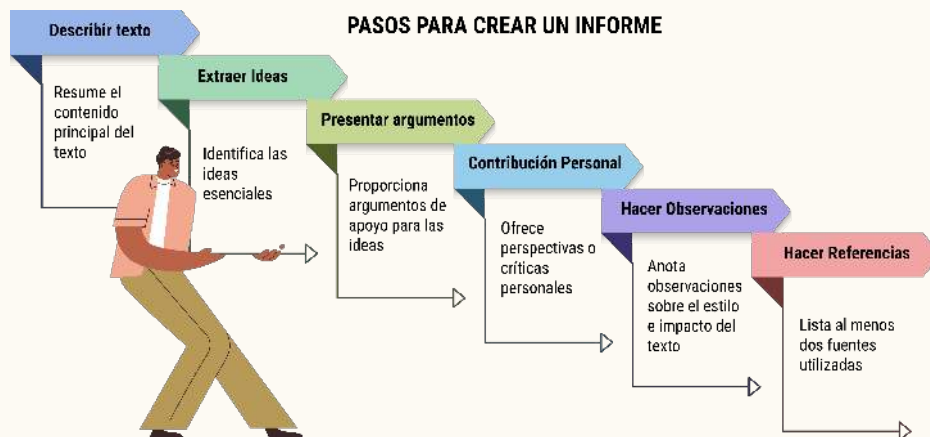 PASOS PARA CREAR UN INFORME
Describir texto
Resume el
contenido
principal del
texto
Extraer Ideas
Identifica las
ideas
esenciales
Presentar argumentos
Proporciona
argumentos de
apoyo para las
ideas
Contribución Personal
Ofrece
perspectivas o
críticas
personales
Hacer Observaciones
Anota
observaciones
sobre el estilo
e impacto del
texto
Hacer Referencias
Lista al menos
dos fuentes
utilizadas